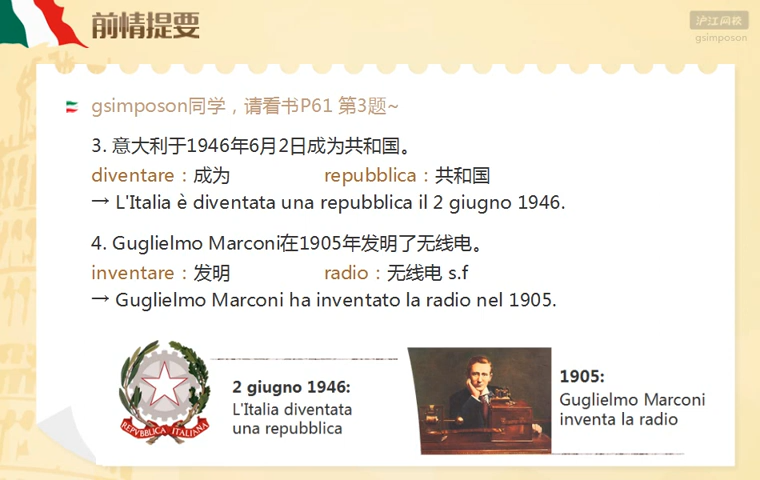 前情提要
沪江网校
gsimposon
gsimposon同学，请看书P61 第3题~
3. 意大利于1946年6月2日成为共和国。
diventare：成为 repubblica：共和国
→ L'Italia è diventata una repubblica il 2 giugno 1946.
4. Guglielmo Marconi在1905年发明了无线电。
inventare：发明 radio：无线电 s.f
→ Guglielmo Marconi ha inventato la radio nel 1905.
REPVBBLICA ITALIANA
2 giugno 1946:
L'Italia diventata
una repubblica
1905:
Guglielmo Marconi
inventa la radio